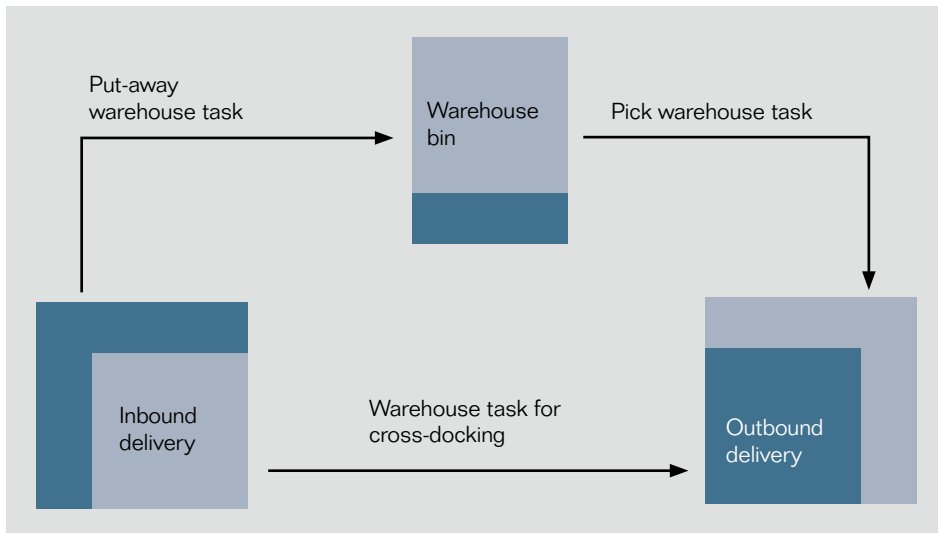 Put-away
warehouse task
Warehouse
bin
Pick warehouse task
Inbound
delivery
Warehouse task for
cross-docking
Outbound
delivery